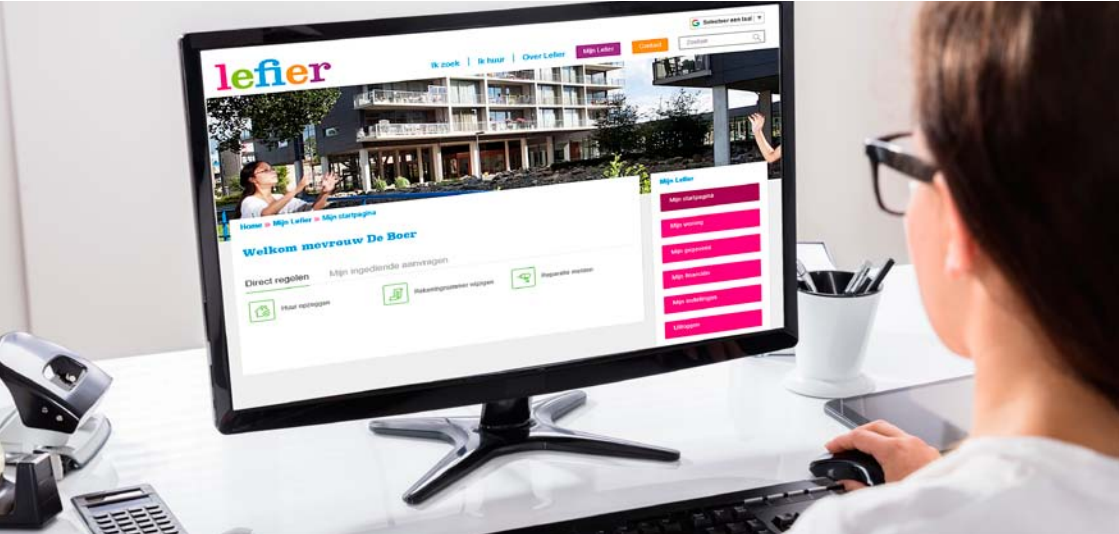 Selecteer een taal
lefier
Ik zoek | Ik huur | Over Lefier
Mijn Lefier
Contact
Zoeken
Home » Mijn Lefier » Mijn startpagina
Welkom mevrouw De Boer
Direct regelen
Mijn ingediende aanvragen
Huur opzeggen
Rekeningnummer wijzigen
Reparatie melden
Mijn Lefier
Mijn startpagina
Mijn woning
Mijn gegevens
Mijn financiën
Mijn instellingen
Uitloggen